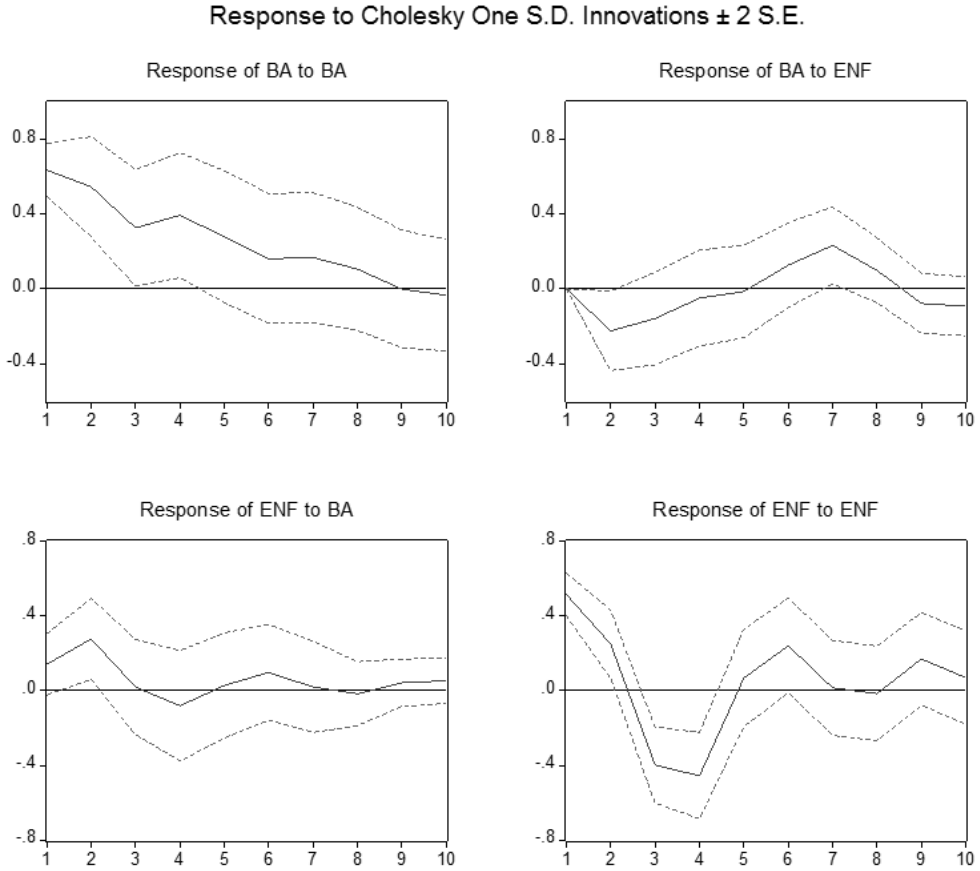 Response to Cholesky One S.D. Innovations ± 2 S.E.
Response of BA to BA
0.8
0.4
0.0
-0.4
1 2 3 4 5 6 7 8 9 10
Response of BA to ENF
0.8
0.4
0.0
-0.4
1 2 3 4 5 6 7 8 9 10
Response of ENF to BA
.8
.4
.0
-.4
-.8
1 2 3 4 5 6 7 8 9 10
Response of ENF to ENF
.8
.4
.0
-.4
-.8
1 2 3 4 5 6 7 8 9 10